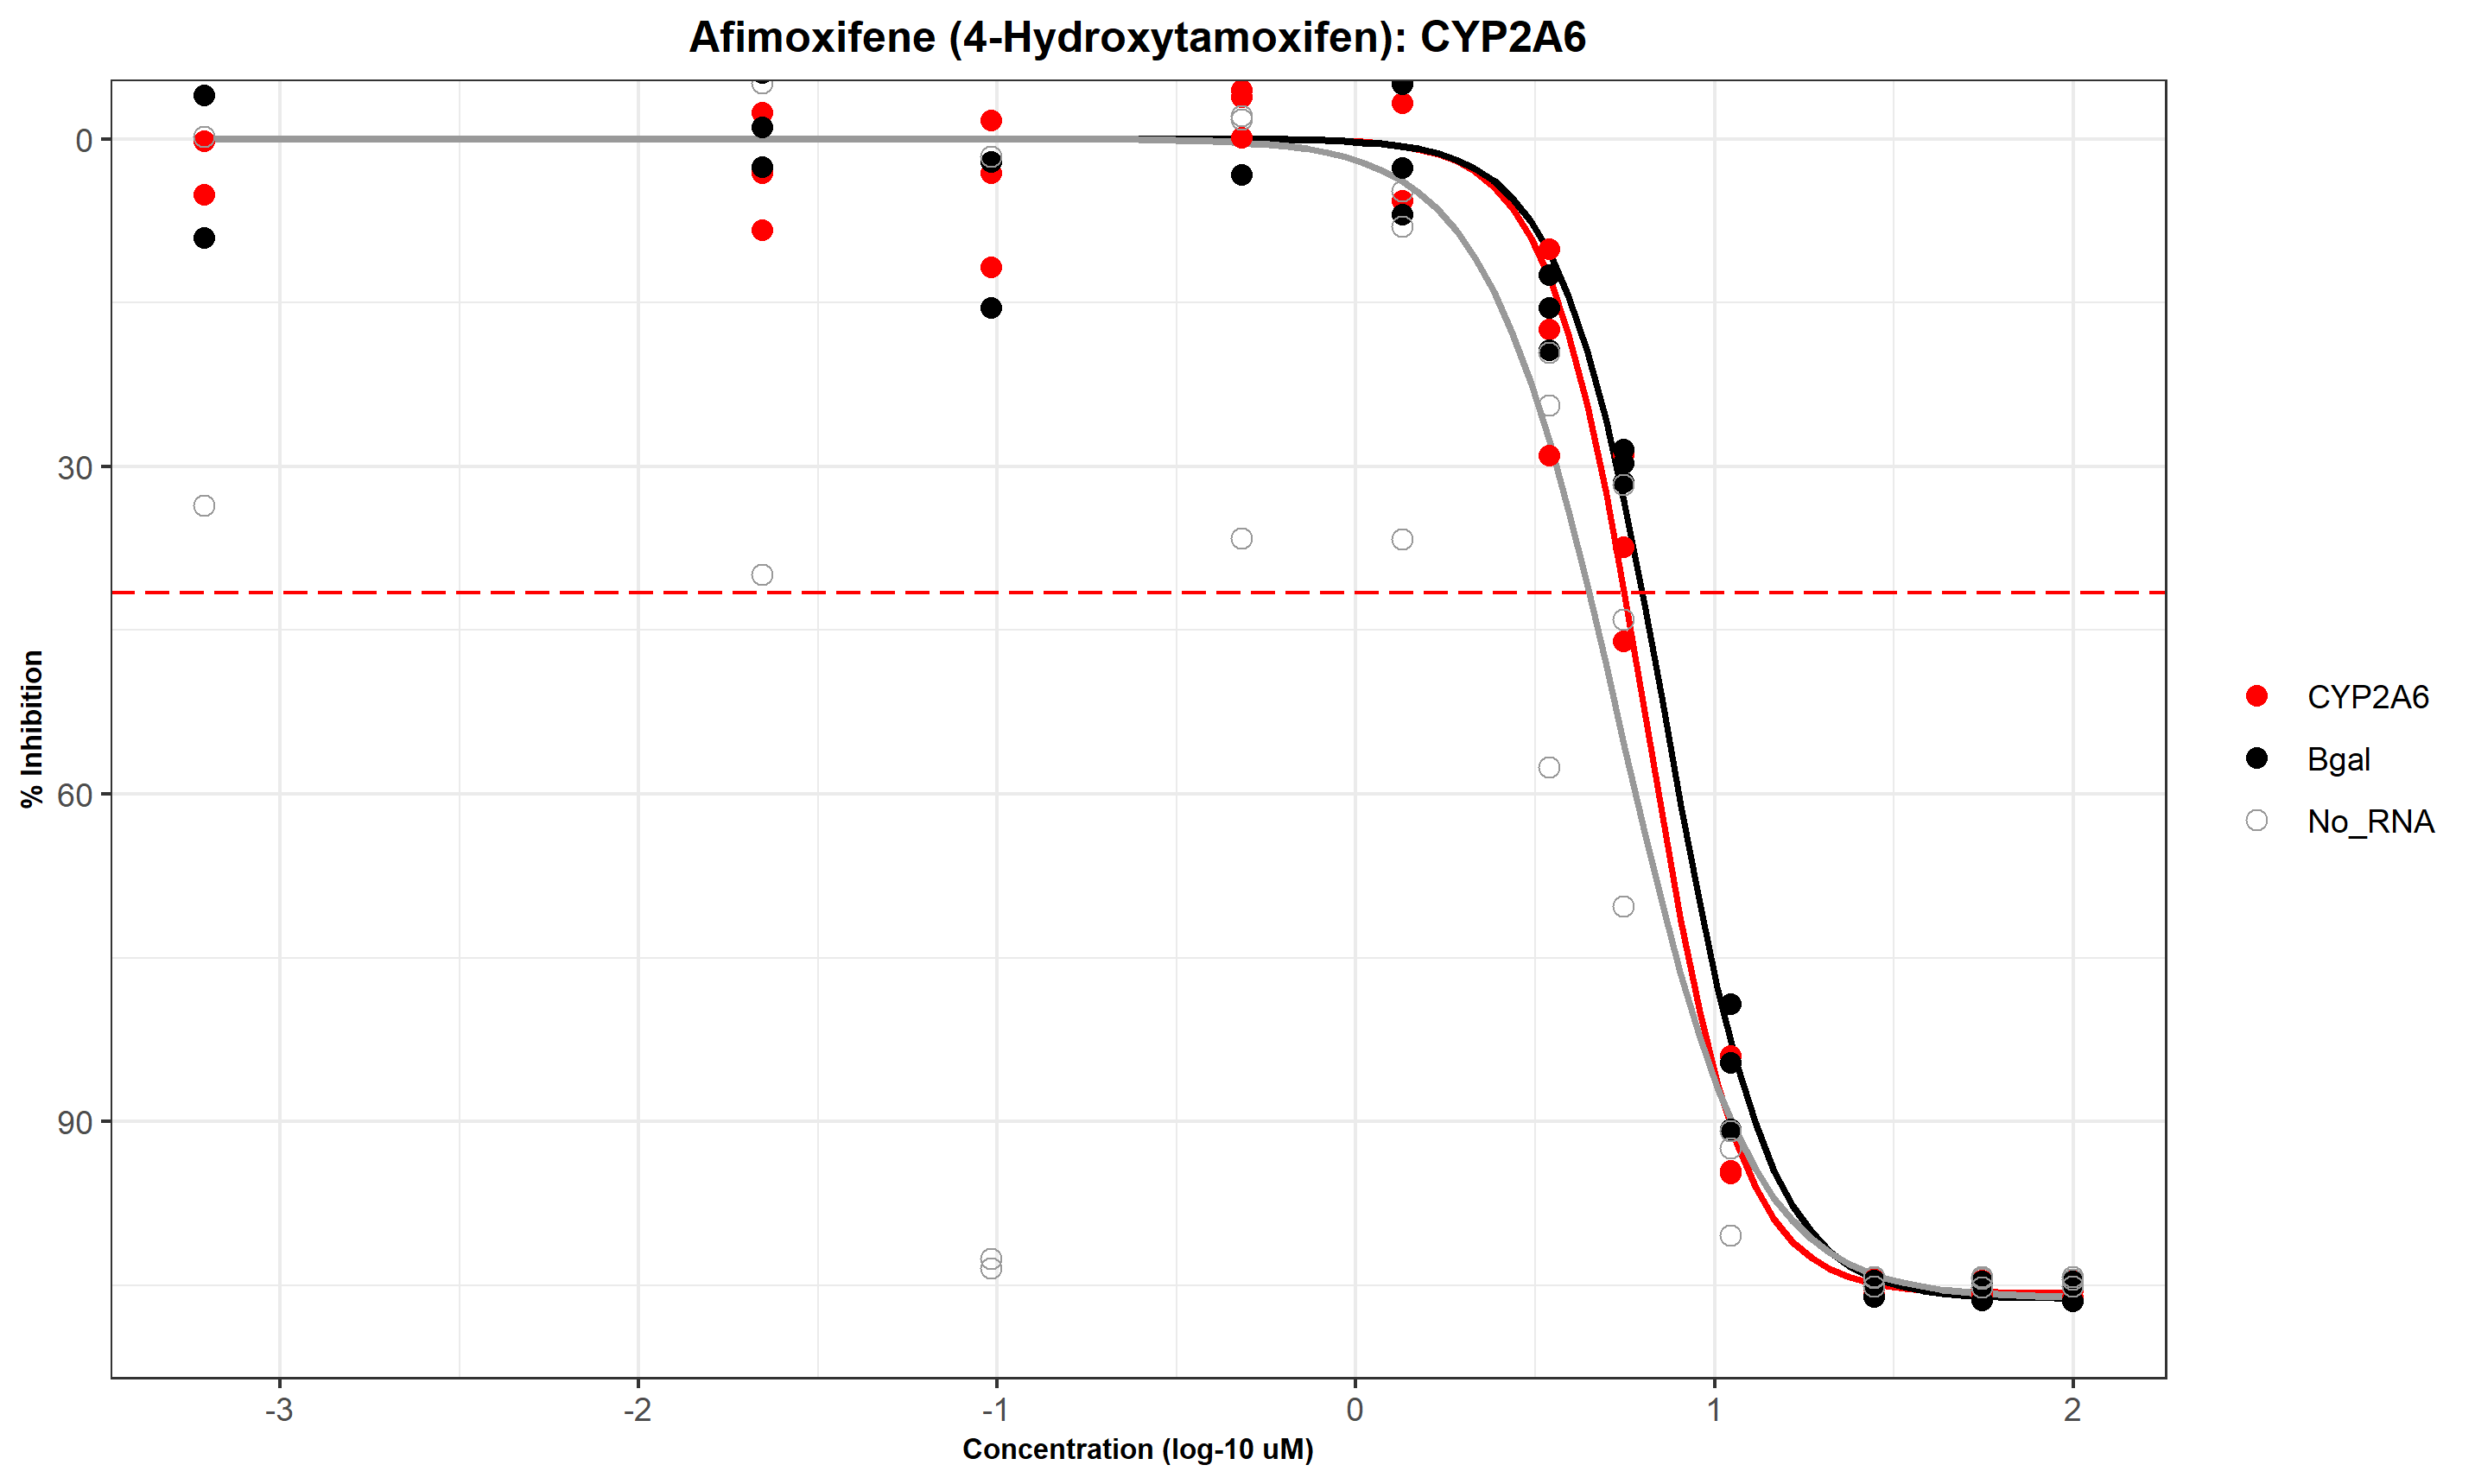 Afimoxifene (4-Hydroxytamoxifen): CYP2A6
% Inhibition
0
30
60
90
-3
-2
-1
0
1
2
Concentration (log-10 uM)
CYP2A6
Bgal
No_RNA